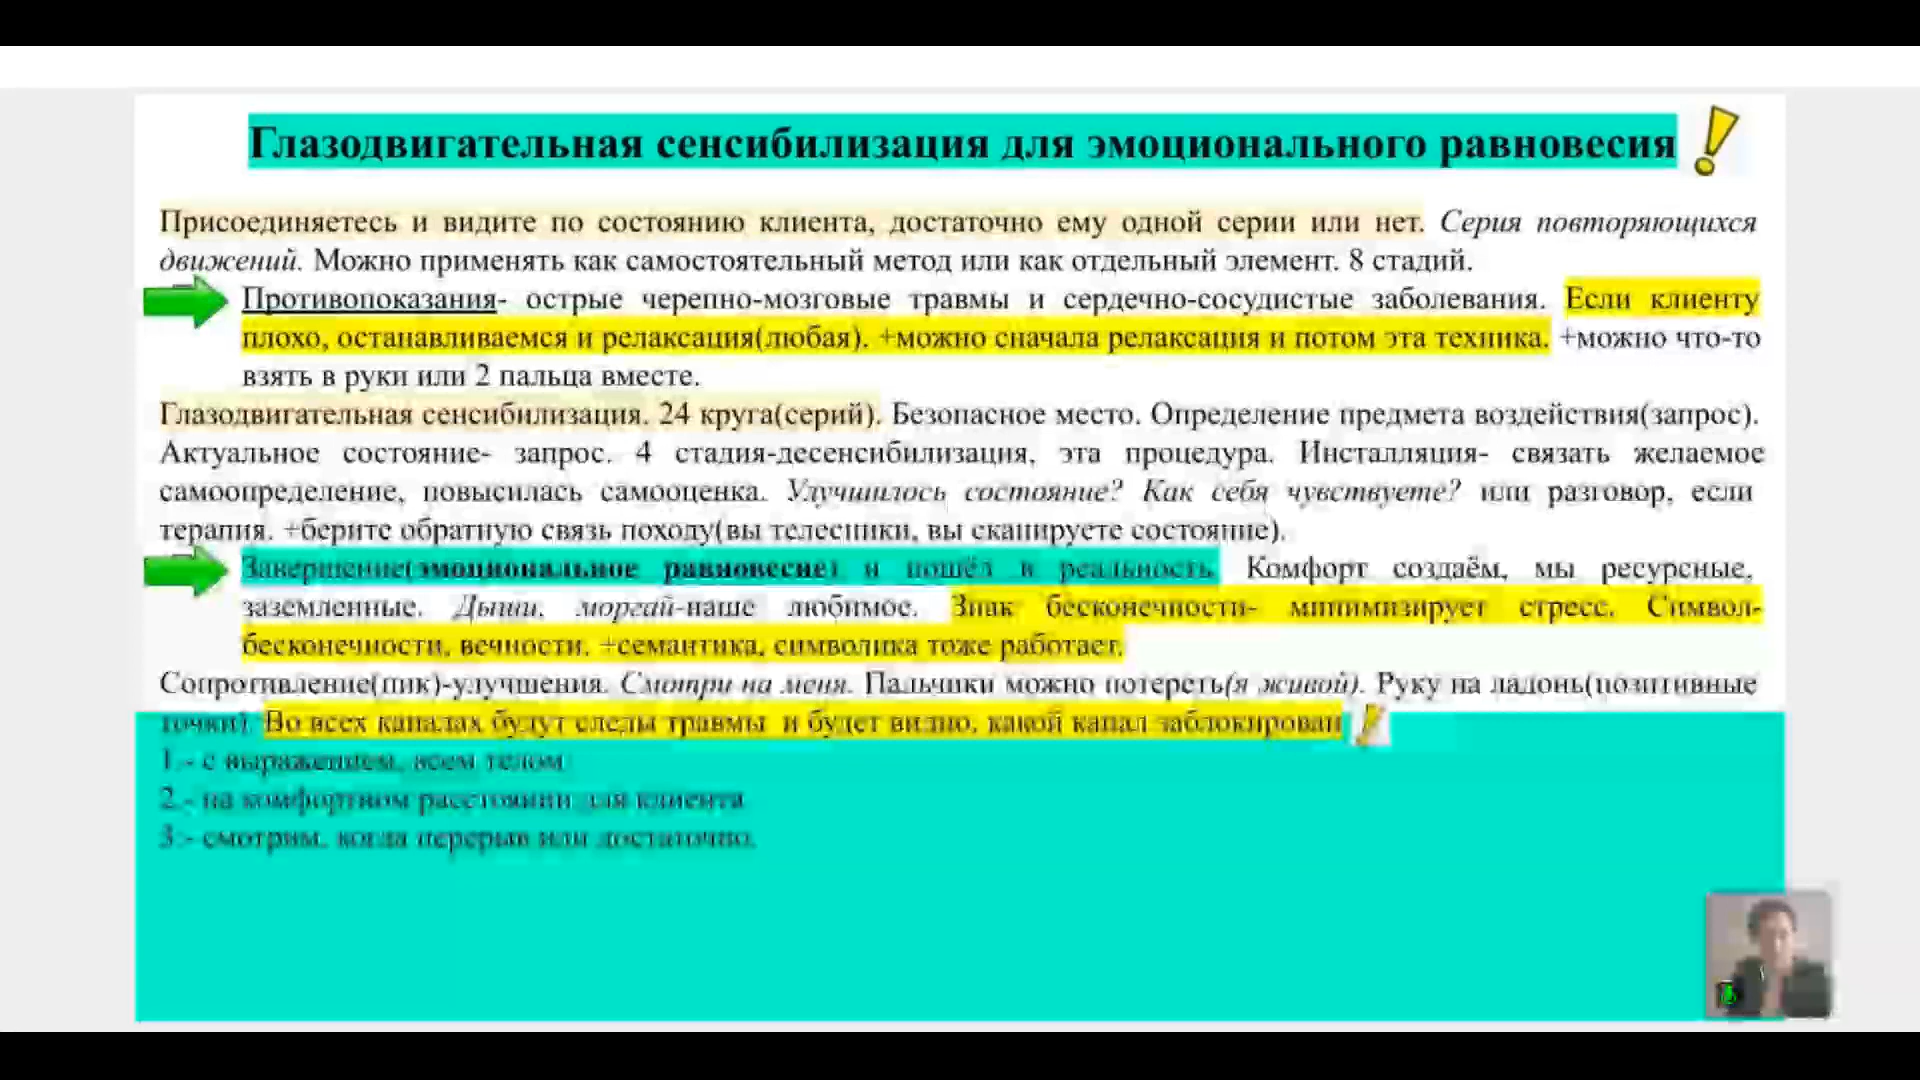 Глазодвигательная сенсибилизация для эмоционального равновесия
Присоединяетесь и видите по состоянию клиента, достаточно ему одной серии или нет. Серия повторяющихся
движений. Можно применять как самостоятельный метод или как отдельный элемент. 8 стадий.
Противопоказания- острые черепно-мозговые травмы и сердечно-сосудистые заболевания. Если клиенту
плохо, останавливаемся и релаксация(любая). +можно сначала релаксация и потом эта техника. +можно что-то
взять в руки или 2 пальца вместе.
Глазодвигательная сенсибилизация. 24 круга(серий). Безопасное место. Определение предмета воздействия(запрос).
Актуальное состояние- запрос. 4 стадия-десенсибилизация, эта процедура. Инсталляция- связать желаемое
самоопределение, повысилась самооценка. Улучшилось состояние? Как себя чувствуете? или разговор, если
терапия. +берите обратную связь походу(вы телесники, вы сканируете состояние).
Завершение(эмоциональное равновесие) и пошёл в реальность. Комфорт создаём, мы ресурсные,
заземленные. Дыши, моргай-наше любимое. Знак бесконечности- минимизирует стресс. Символ-
бесконечности, вечности. +семантика, символика тоже работает.
Сопротивление(пик)-улучшения. Смотри на меня. Пальчики можно потереть(я живой). Руку на ладонь(позитивные
точки). Во всех каналах будут следы травмы и будет видно, какой канал заблокирован
1.- с выражением, всем телом
2.- на комфортном расстоянии для клиента
3.- смотрим, когда перерыв или достаточно.